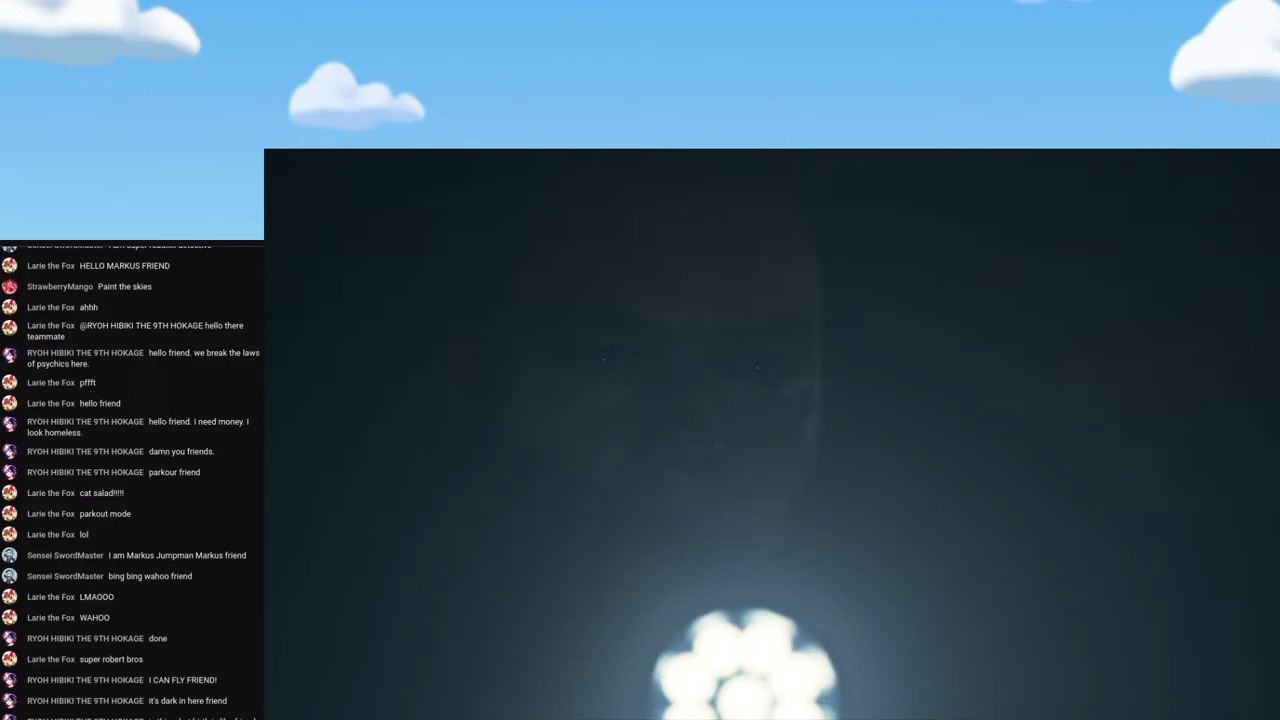 Larie the Fox HELLO MARKUS FRIEND
StrawberryMango Paint the skies
Larie the Fox ahhh
Larie the Fox @RYOH HIBIKI THE 9TH HOKAGE hello there
teammate
RYOH HIBIKI THE 9TH HOKAGE hello friend. we break the laws
of psychics here.
Larie the Fox pffft
Larie the Fox hello friend
RYOH HIBIKI THE 9TH HOKAGE hello friend. I need money. I
look homeless.
RYOH HIBIKI THE 9TH HOKAGE damn you friends.
RYOH HIBIKI THE 9TH HOKAGE parkour friend
Larie the Fox cat salad!!!!!
Larie the Fox parkout mode
Larie the Fox lol
Sensei SwordMaster I am Markus Jumpman Markus friend
Sensei SwordMaster bing bing wahoo friend
Larie the Fox LMAOOO
Larie the Fox WAHOO
RYOH HIBIKI THE 9TH HOKAGE done
Larie the Fox super robert bros
RYOH HIBIKI THE 9TH HOKAGE I CAN FLY FRIEND!
RYOH HIBIKI THE 9TH HOKAGE it's dark in here friend